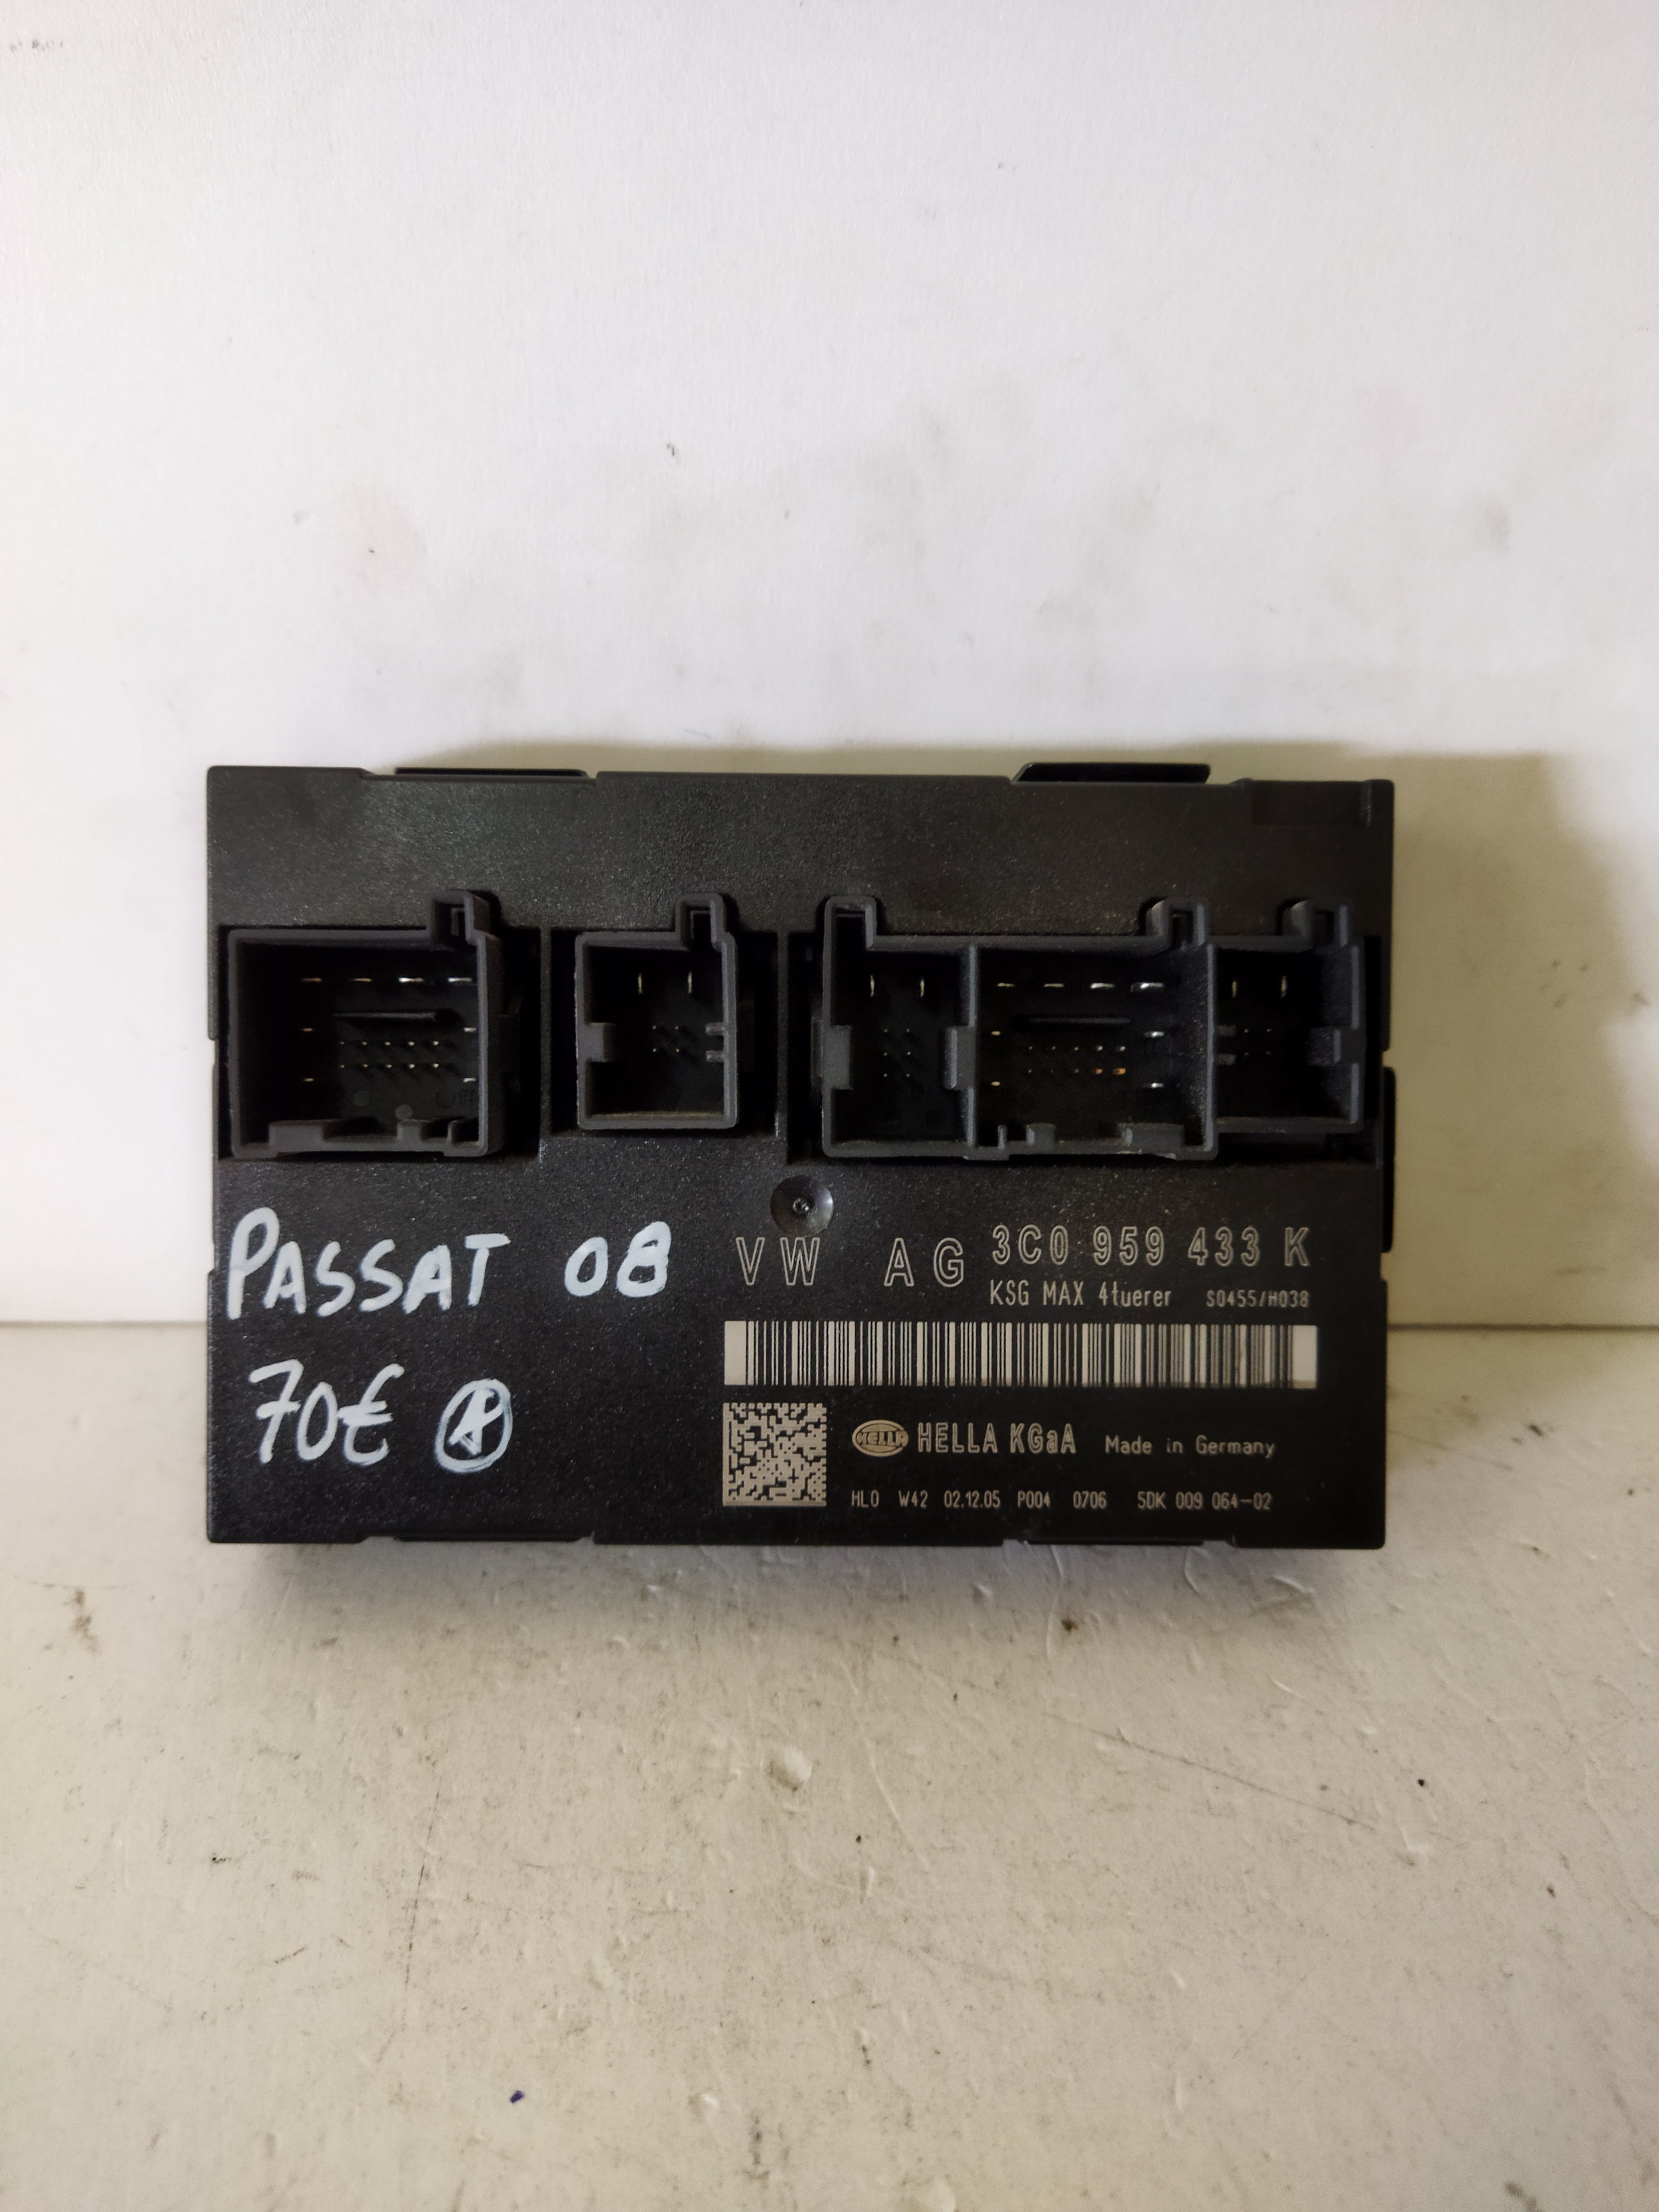 PASSAT 08
70€ A
VW AG 3C0 959 433 K
KSG MAX 4tuerer S0455/H038
HELLA HELLA KGaA Made in Germany
HLO W42 02.12.05 P004 0706 5DK 009 064-02